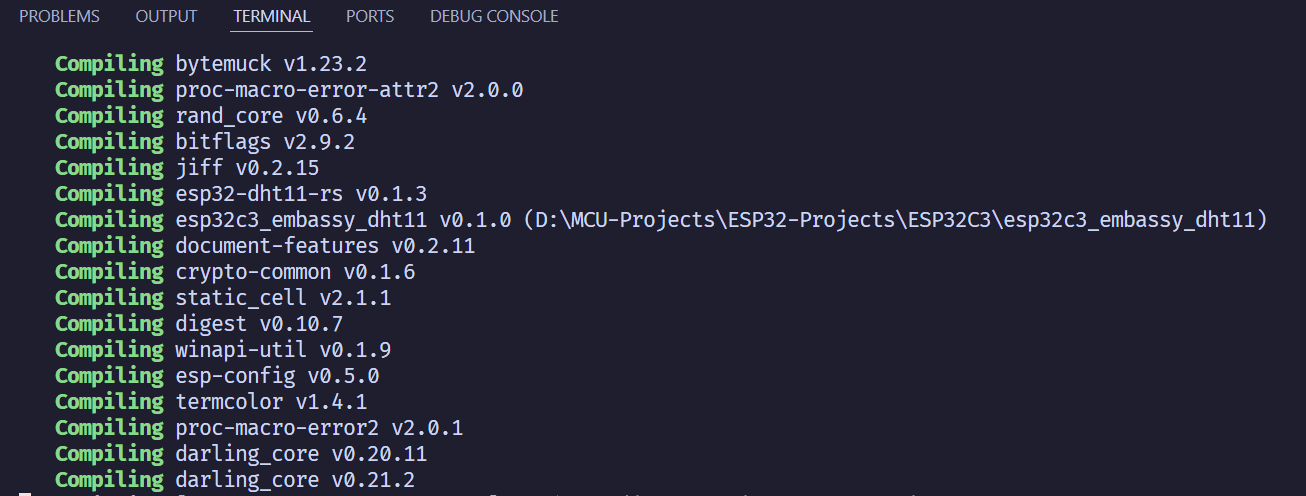 PROBLEMS OUTPUT TERMINAL PORTS DEBUG CONSOLE
Compiling bytemuck v1.23.2
Compiling proc-macro-error-attr2 v2.0.0
Compiling rand_core v0.6.4
Compiling bitflags v2.9.2
Compiling jiff v0.2.15
Compiling esp32-dht11-rs v0.1.3
Compiling esp32c3_embassy_dht11 v0.1.0 (D:\MCU-Projects\ESP32-Projects\ESP32C3\esp32c3_embassy_dht11)
Compiling document-features v0.2.11
Compiling crypto-common v0.1.6
Compiling static_cell v2.1.1
Compiling digest v0.10.7
Compiling winapi-util v0.1.9
Compiling esp-config v0.5.0
Compiling termcolor v1.4.1
Compiling proc-macro-error2 v2.0.1
Compiling darling_core v0.20.11
Compiling darling_core v0.21.2